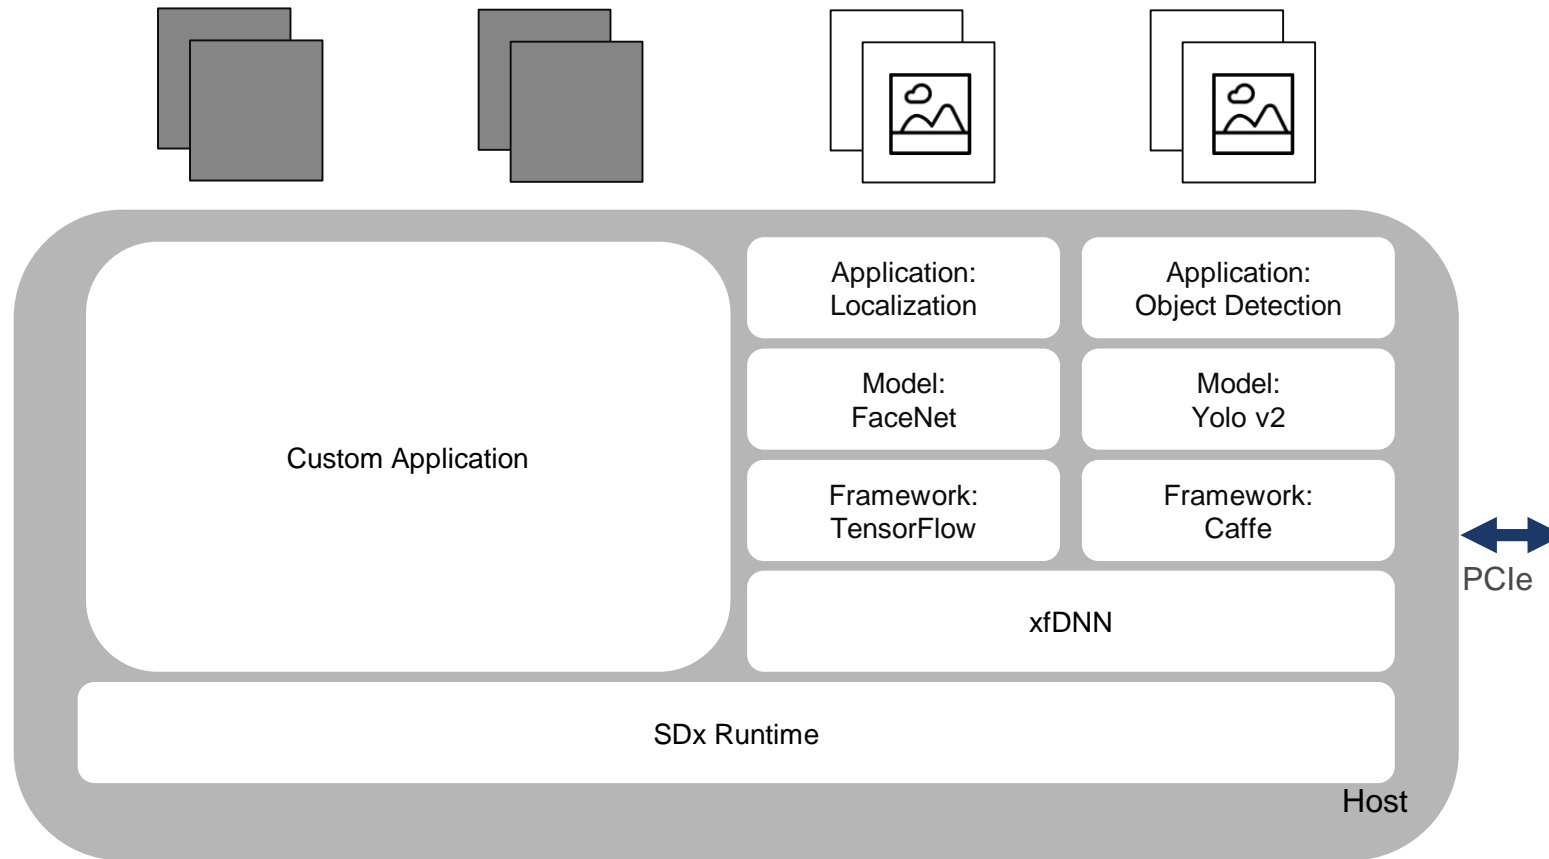 Custom Application
Application:
Localization
Application:
Object Detection
Model:
FaceNet
Model:
Yolo v2
Framework:
TensorFlow
Framework:
Caffe
xfDNN
SDx Runtime
Host
PCIe